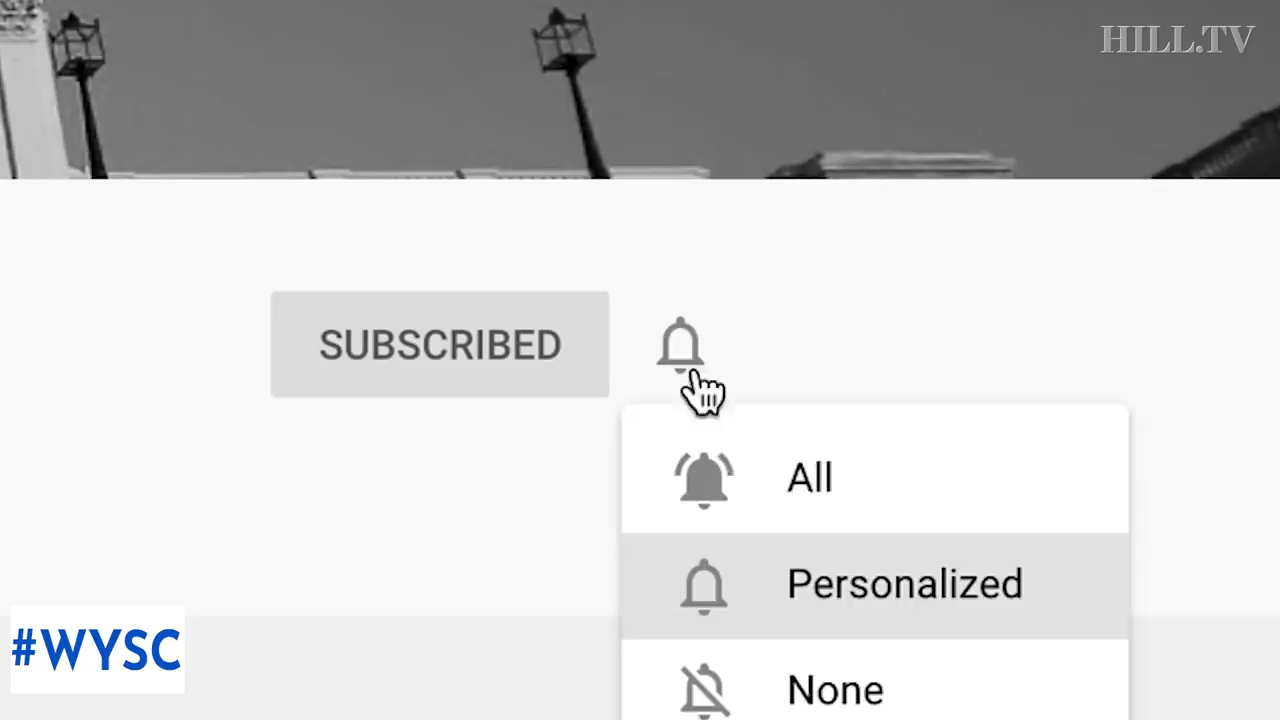 HILL.TV
SUBSCRIBED
All
Personalized
#WYSC
None